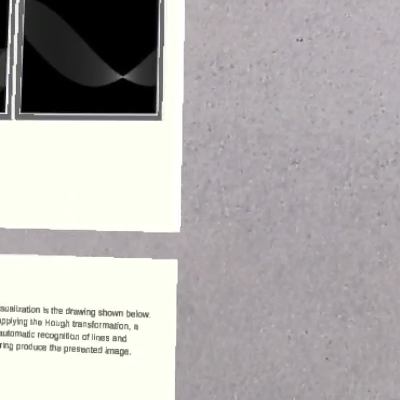 sualization is the drawing shown below.
applying the Hough transformation, a
automatic recognition of lines and
ring produce the presented image.